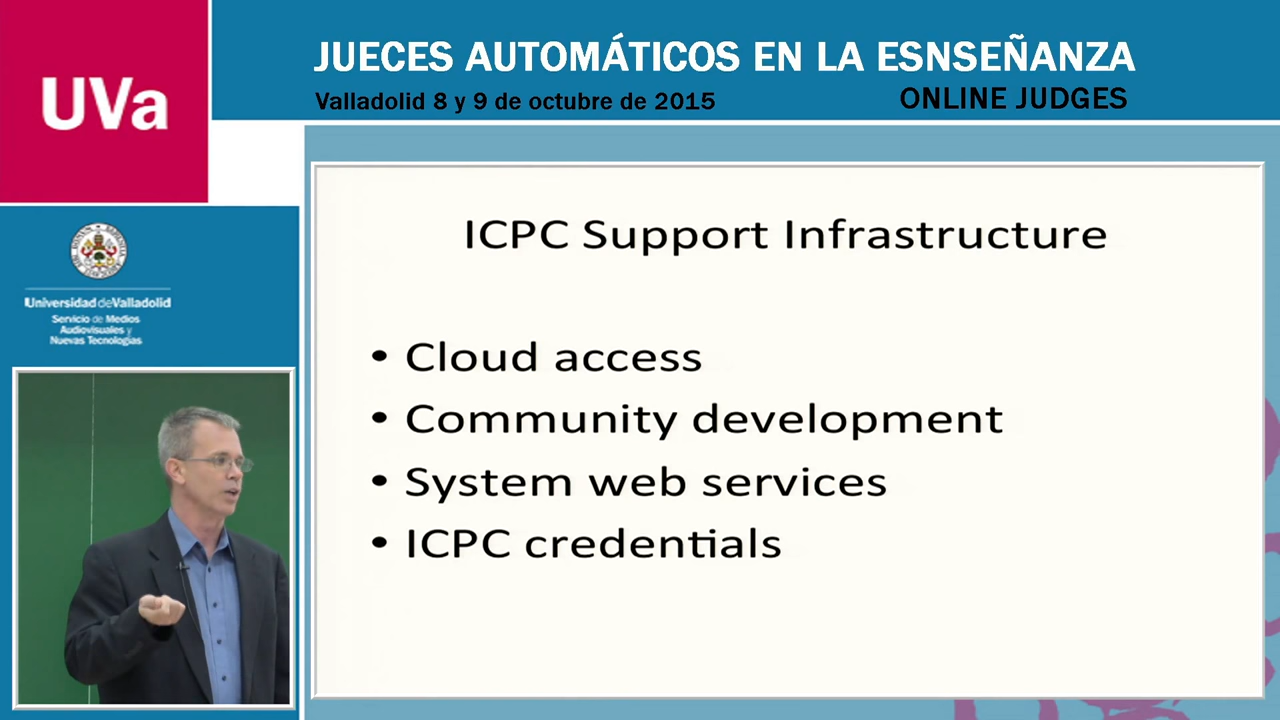 UVa
JUECES AUTOMÁTICOS EN LA ESNSEÑANZA
Valladolid 8 y 9 de octubre de 2015
ONLINE JUDGES
Universidad de Valladolid
Servicio de Medios
Audiovisuales y
Nuevas Tecnologías
ICPC Support Infrastructure
• Cloud access
• Community development
• System web services
• ICPC credentials